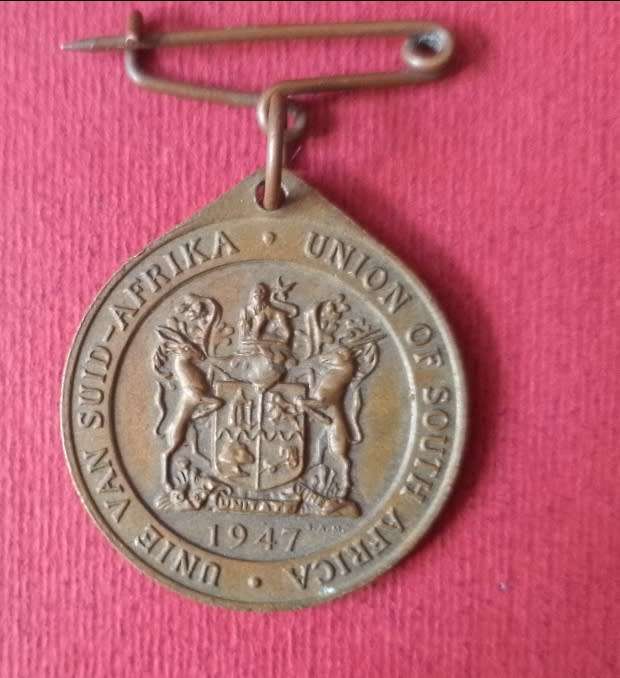 UNIE VAN SUID-AFRIKA · UNION OF SOUTH AFRICA ·
1947